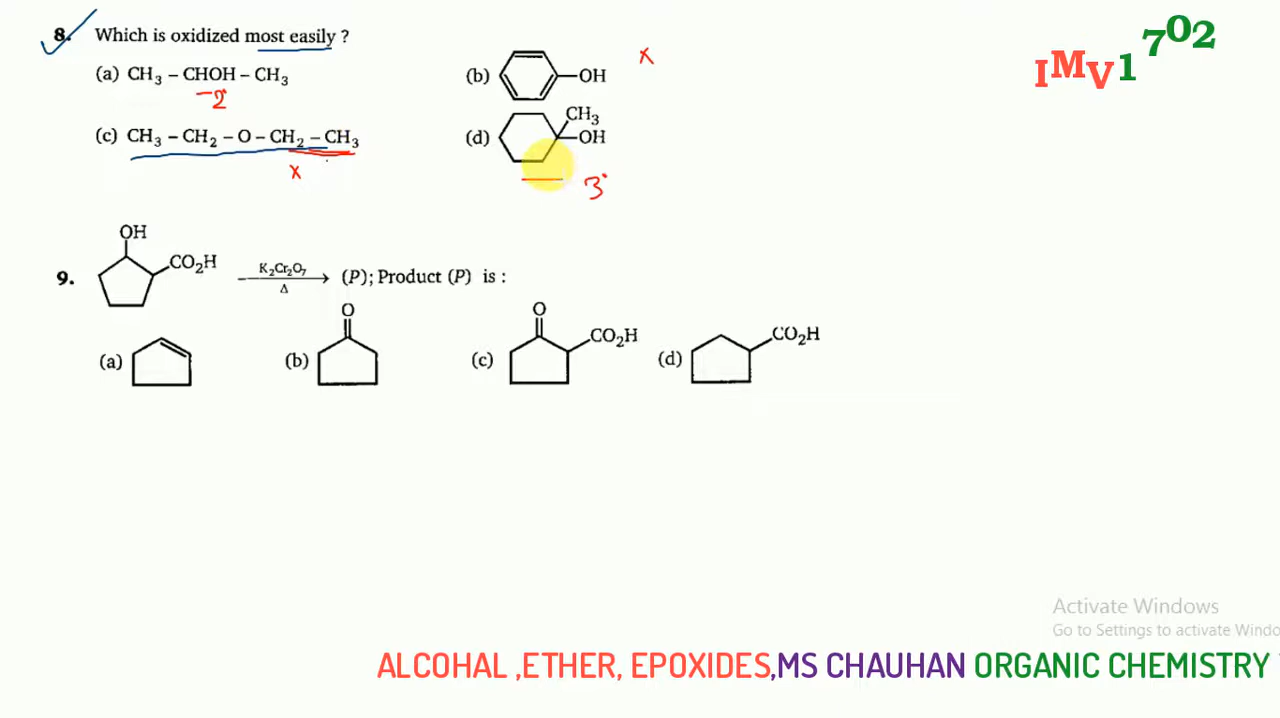 8. Which is oxidized most easily ?
(a) CH₃ – CHOH – CH₃
–2°
(b) OH
x
(c) CH₃ – CH₂ – O – CH₂ – CH₃
x
(d) CH₃
OH
3°
IMV1702
9. OH
CO₂H
K₂Cr₂O₇
Δ
(P); Product (P) is :
(a)
(b) O
(c) O
CO₂H
(d) CO₂H
Activate Windows
Go to Settings to activate Windo
ALCOHAL ,ETHER, EPOXIDES,MS CHAUHAN ORGANIC CHEMISTRY